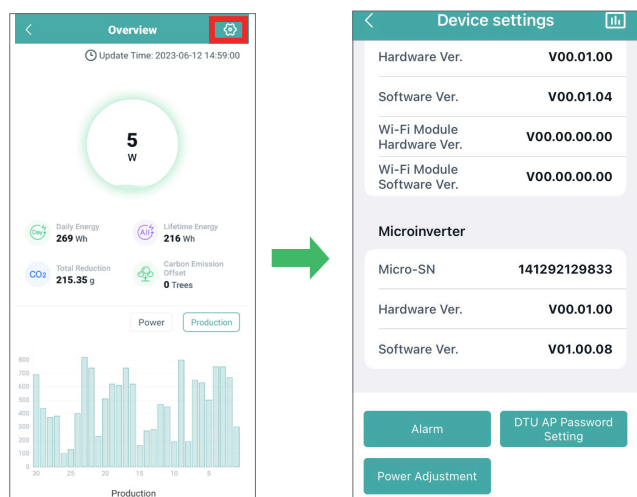 Overview
Update Time: 2023-06-12 14:59:00
5
W
Day
Daily Energy
269 Wh
All
Lifetime Energy
216 Wh
CO2
Total Reduction
215.35 g
Carbon Emission
Offset
0 Trees
Power
Production
800
700
600
500
400
300
200
100
0
30 25 20 15 10 5
Production
Device settings
Hardware Ver. V00.01.00
Software Ver. V00.01.04
Wi-Fi Module
Hardware Ver. V00.00.00.00
Wi-Fi Module
Software Ver. V00.00.00.00
Microinverter
Micro-SN 141292129833
Hardware Ver. V00.01.00
Software Ver. V01.00.08
Alarm
DTU AP Password
Setting
Power Adjustment